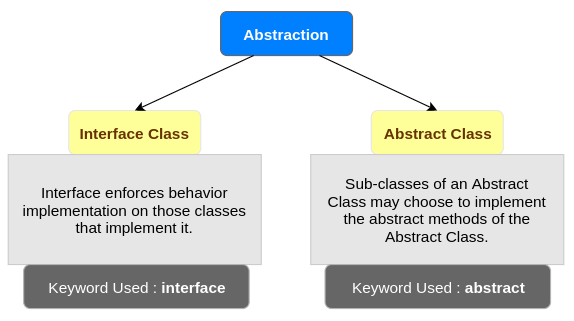 Abstraction
Interface Class
Interface enforces behavior
implementation on those classes
that implement it.
Keyword Used : interface
Abstract Class
Sub-classes of an Abstract
Class may choose to implement
the abstract methods of the
Abstract Class.
Keyword Used : abstract